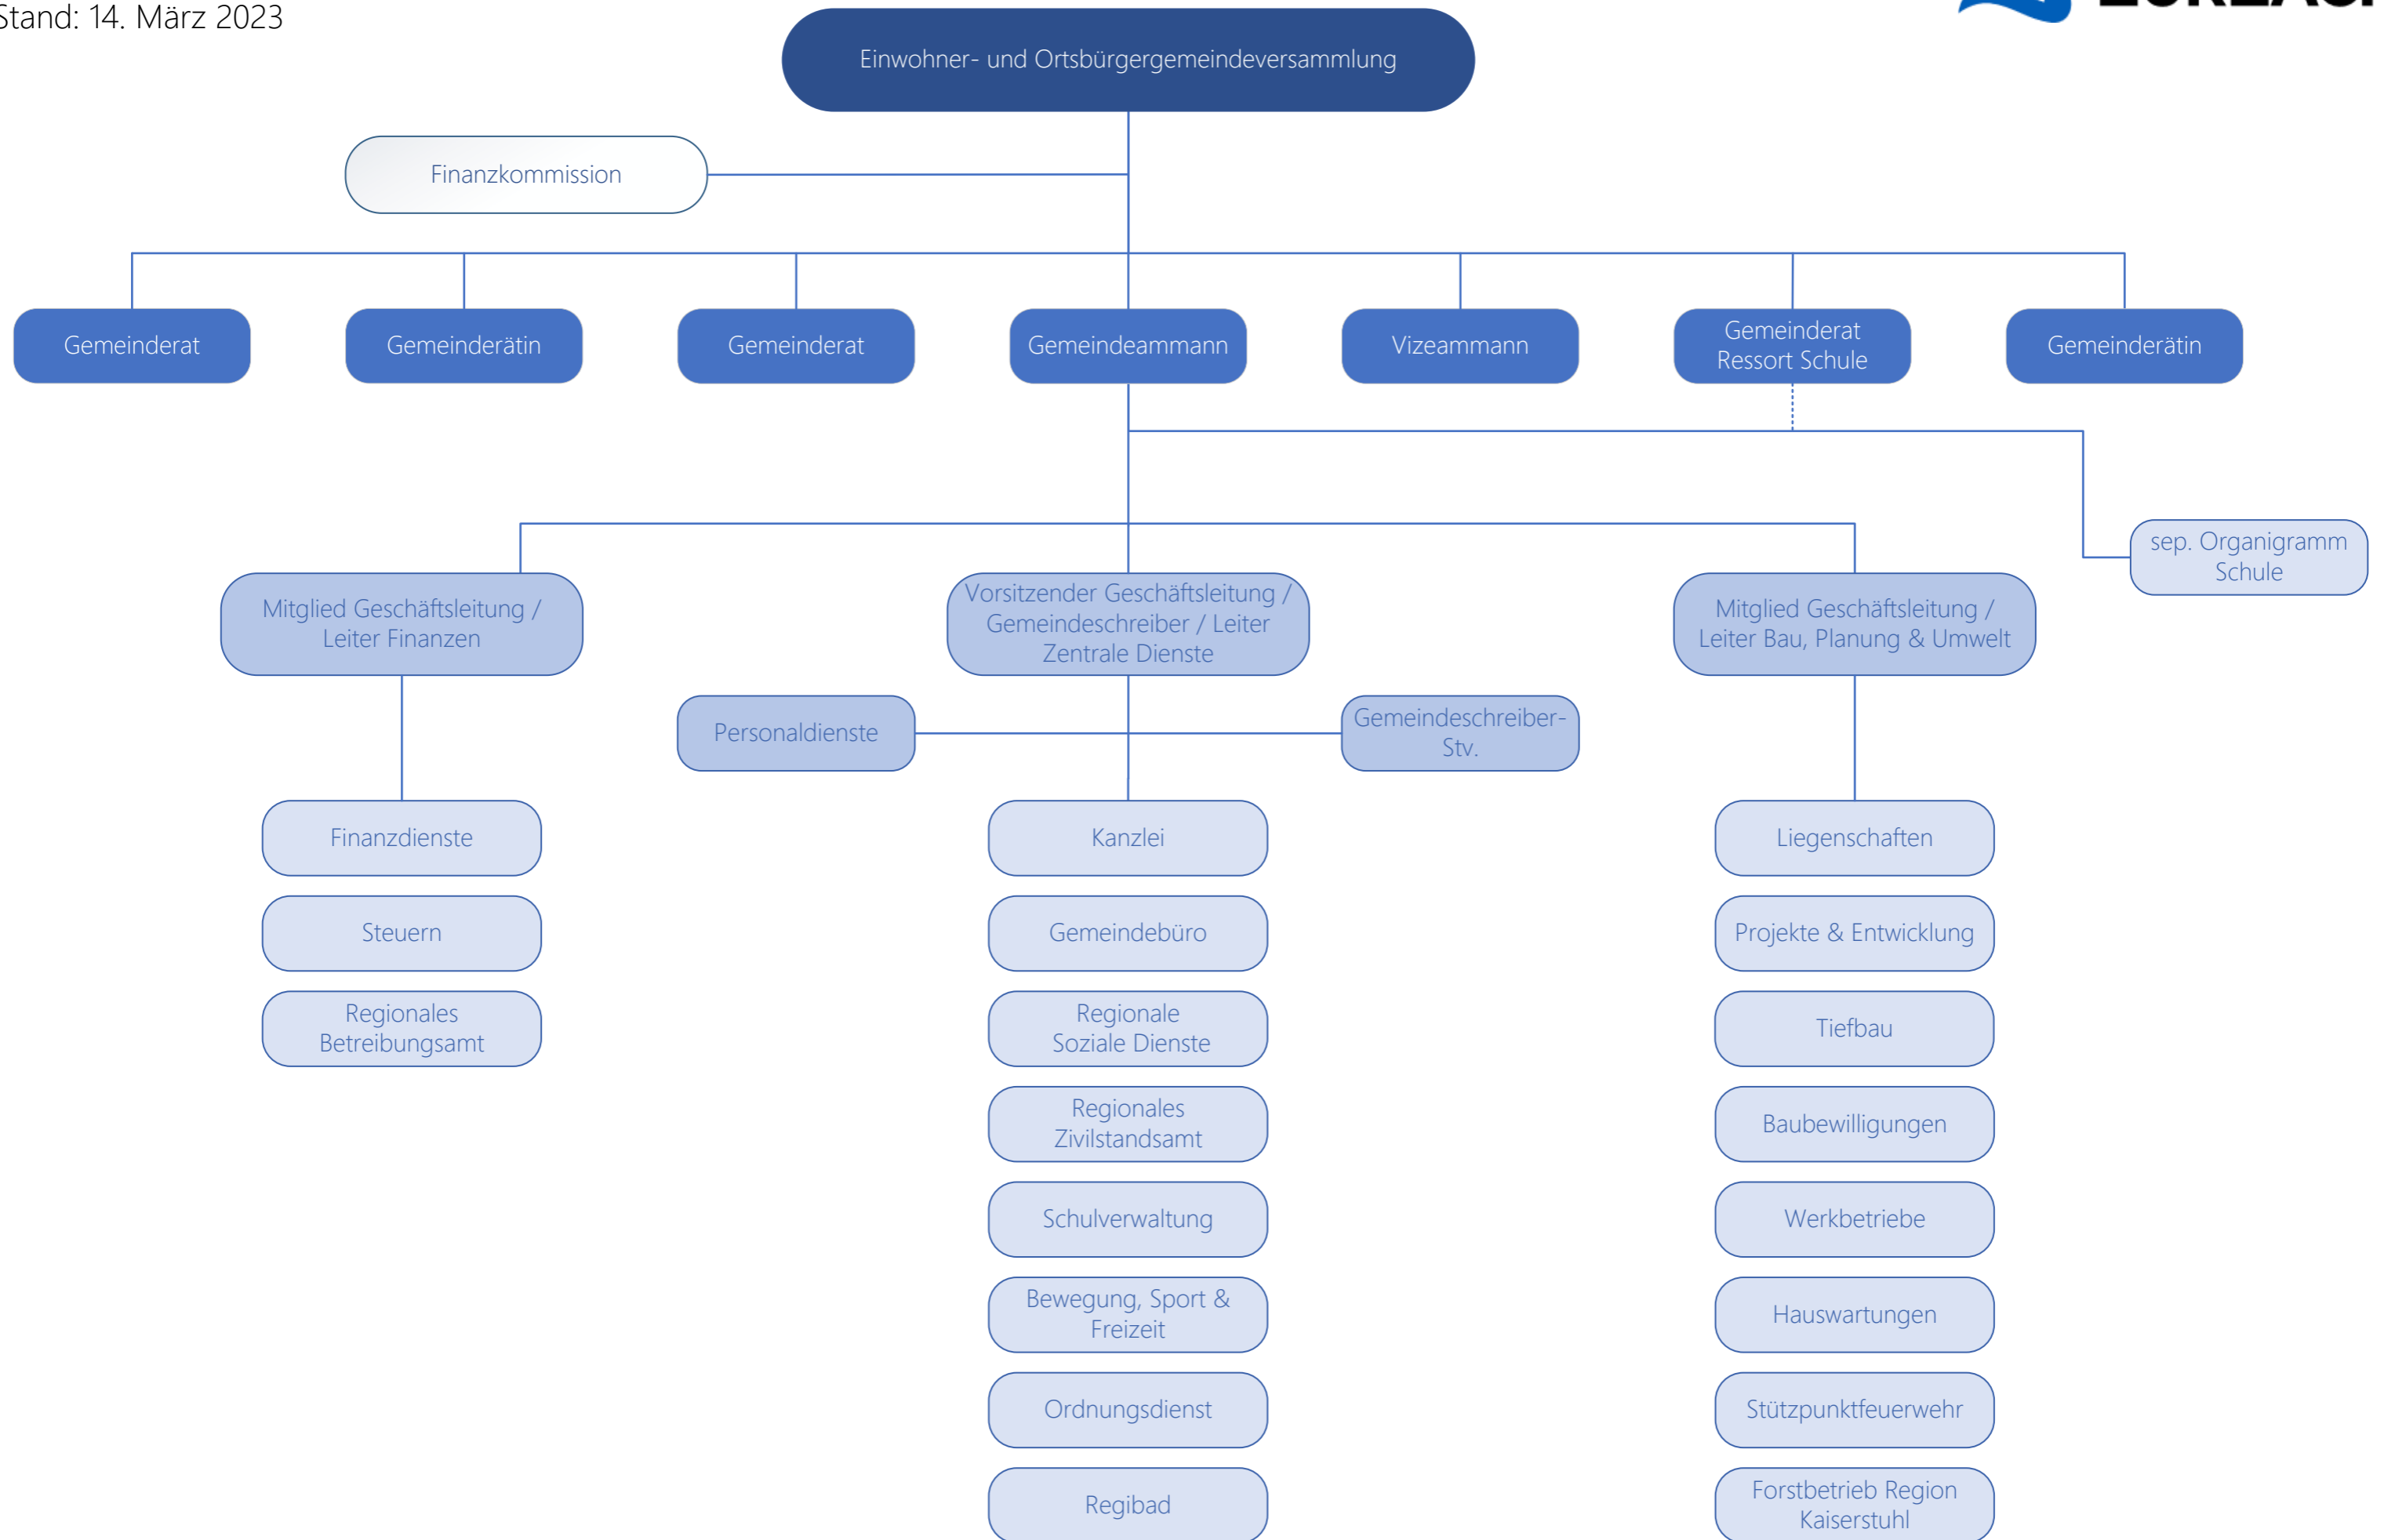 Stand: 14. März 2023
Einwohner- und Ortsbürgergemeindeversammlung
Finanzkommission
Gemeinderat
Gemeinderätin
Gemeinderat
Gemeindeammann
Vizeammann
Gemeinderat
Ressort Schule
Gemeinderätin
sep. Organigramm
Schule
Mitglied Geschäftsleitung /
Leiter Finanzen
Vorsitzender Geschäftsleitung /
Gemeindeschreiber / Leiter
Zentrale Dienste
Mitglied Geschäftsleitung /
Leiter Bau, Planung & Umwelt
Personaldienste
Gemeindeschreiber-
Stv.
Finanzdienste
Steuern
Regionales
Betreibungsamt
Kanzlei
Gemeindebüro
Regionale
Soziale Dienste
Regionales
Zivilstandsamt
Schulverwaltung
Bewegung, Sport &
Freizeit
Ordnungsdienst
Regibad
Liegenschaften
Projekte & Entwicklung
Tiefbau
Baubewilligungen
Werkbetriebe
Hauswartungen
Stützpunktfeuerwehr
Forstbetrieb Region
Kaiserstuhl